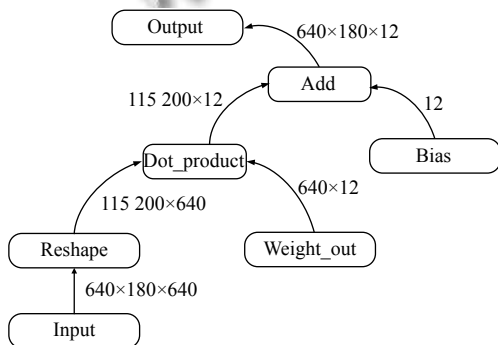 Output
640×180×12
Add
115 200×12
12
Dot_product
Bias
115 200×640
640×12
Reshape
Weight_out
640×180×640
Input